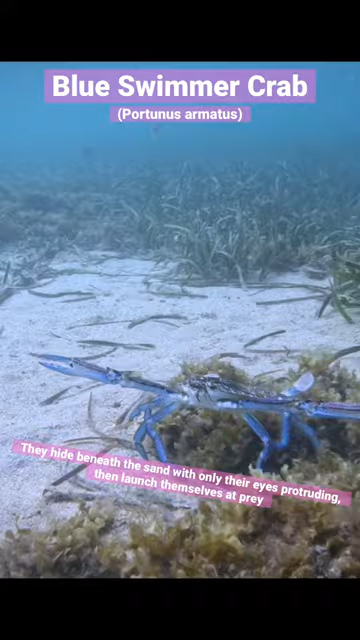 Blue Swimmer Crab
(Portunus armatus)
They hide beneath the sand with only their eyes protruding,
then launch themselves at prey